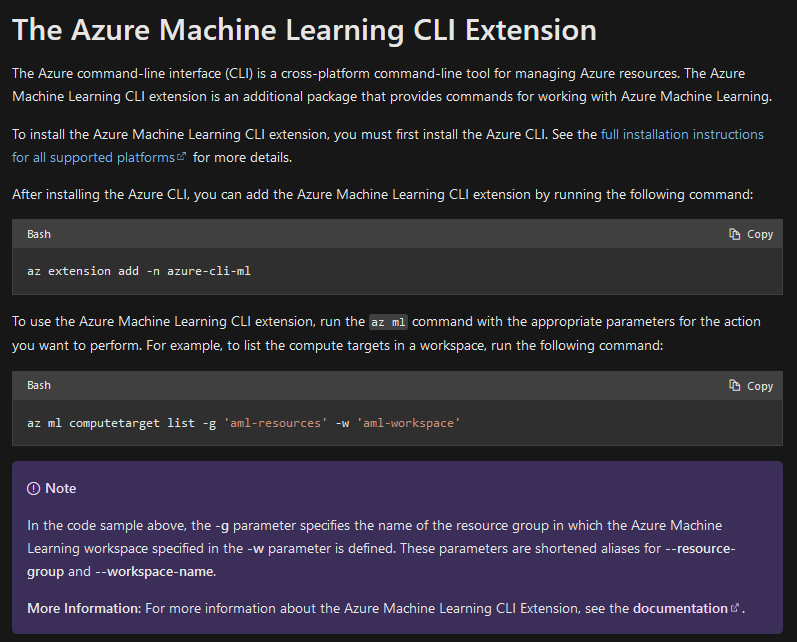 The Azure Machine Learning CLI Extension
The Azure command-line interface (CLI) is a cross-platform command-line tool for managing Azure resources. The Azure
Machine Learning CLI extension is an additional package that provides commands for working with Azure Machine Learning.
To install the Azure Machine Learning CLI extension, you must first install the Azure CLI. See the full installation instructions
for all supported platforms for more details.
After installing the Azure CLI, you can add the Azure Machine Learning CLI extension by running the following command:
Bash Copy
az extension add -n azure-cli-ml
To use the Azure Machine Learning CLI extension, run the az ml command with the appropriate parameters for the action
you want to perform. For example, to list the compute targets in a workspace, run the following command:
Bash Copy
az ml computetarget list -g 'aml-resources' -w 'aml-workspace'
Note
In the code sample above, the -g parameter specifies the name of the resource group in which the Azure Machine
Learning workspace specified in the -w parameter is defined. These parameters are shortened aliases for --resource-
group and --workspace-name.
More Information: For more information about the Azure Machine Learning CLI Extension, see the documentation.